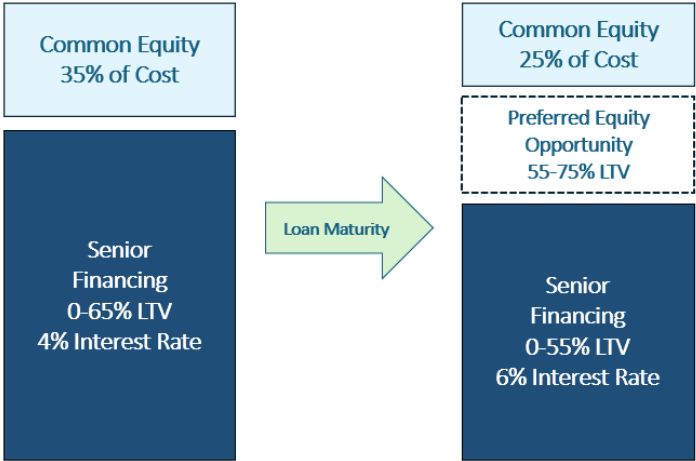 Common Equity
35% of Cost
Senior
Financing
0-65% LTV
4% Interest Rate
Loan Maturity
Common Equity
25% of Cost
Preferred Equity
Opportunity
55-75% LTV
Senior
Financing
0-55% LTV
6% Interest Rate